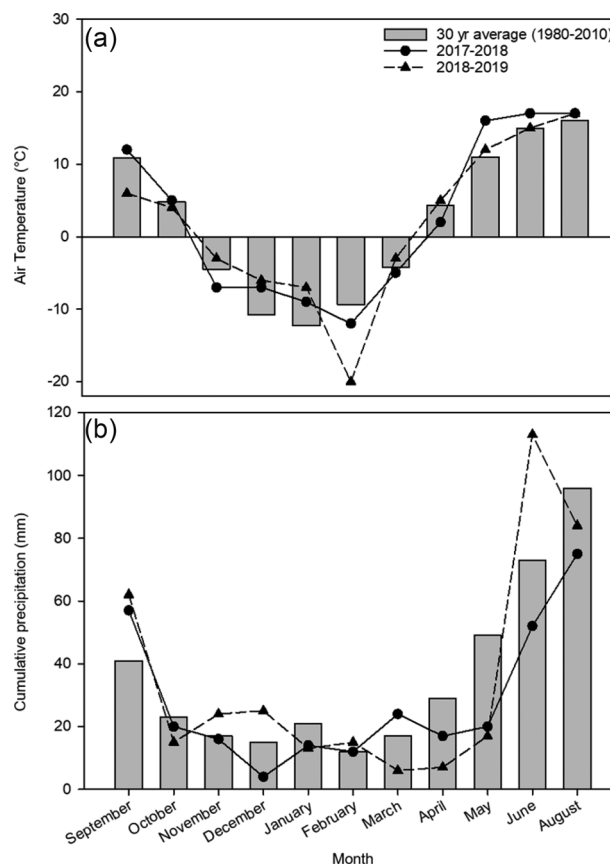 (a)
30 yr average (1980-2010)
2017-2018
2018-2019
30
20
10
0
-10
-20
Air Temperature (°C)
(b)
120
100
80
60
40
20
0
Cumulative precipitation (mm)
September
October
November
December
January
February
March
April
May
June
August
Month